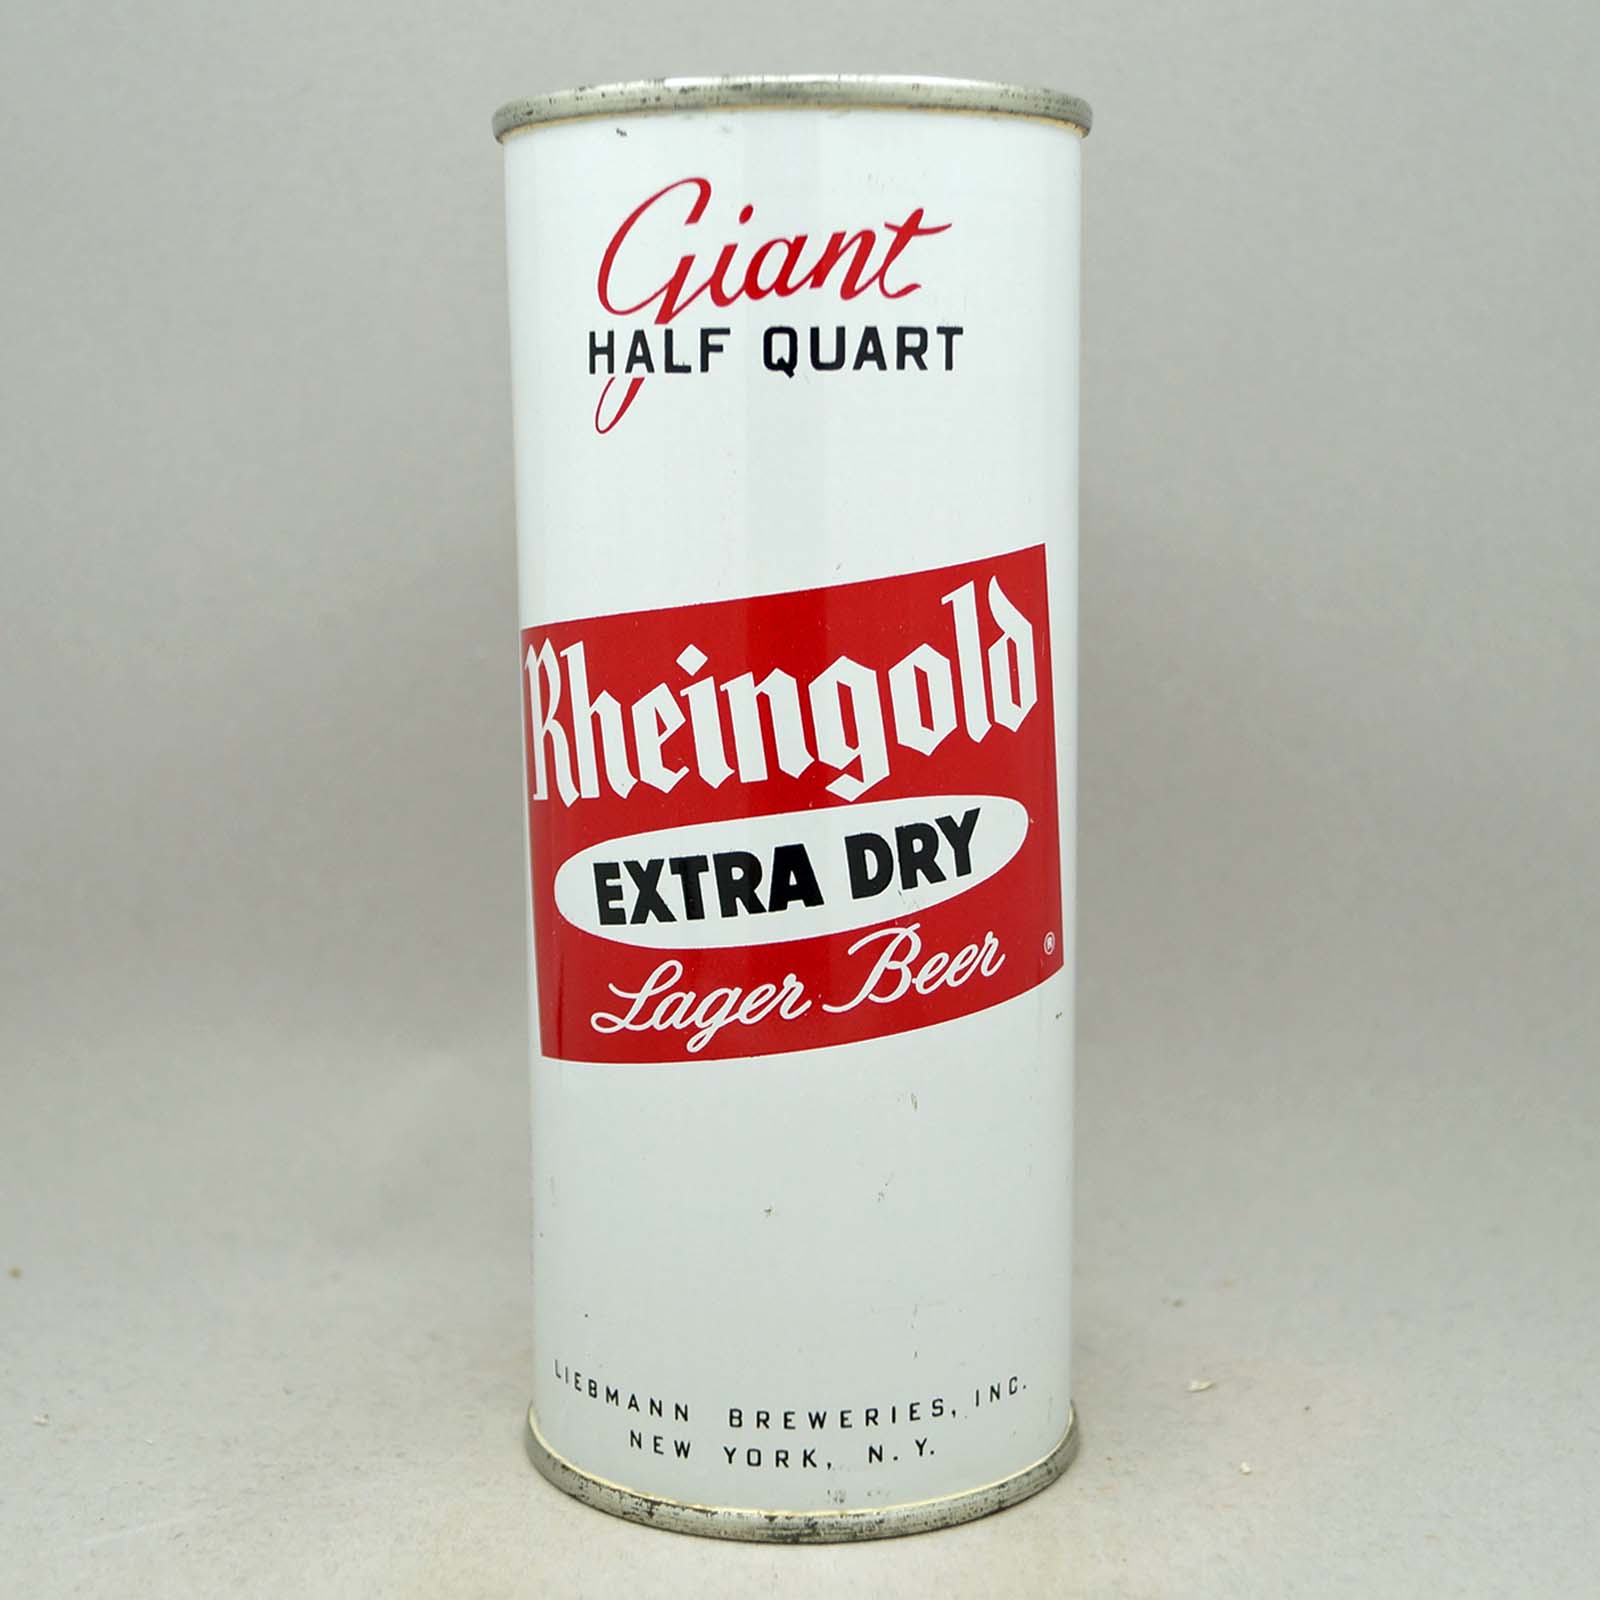 Giant
HALF QUART
Rheingold
EXTRA DRY
Lager Beer ®
LIEBMANN BREWERIES, INC.
NEW YORK, N.Y.